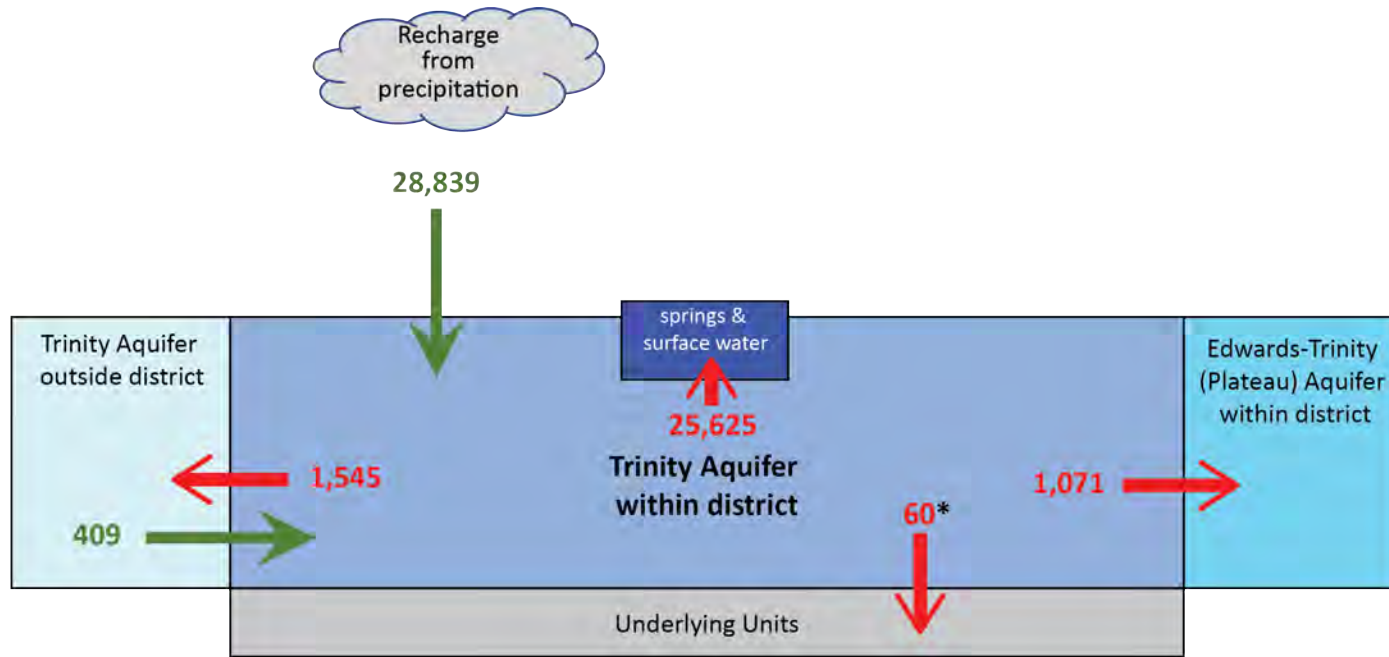 Recharge
from
precipitation
28,839
springs &
surface water
Trinity Aquifer
outside district
Edwards-Trinity
(Plateau) Aquifer
within district
25,625
Trinity Aquifer
within district
1,545
1,071
409
60*
Underlying Units